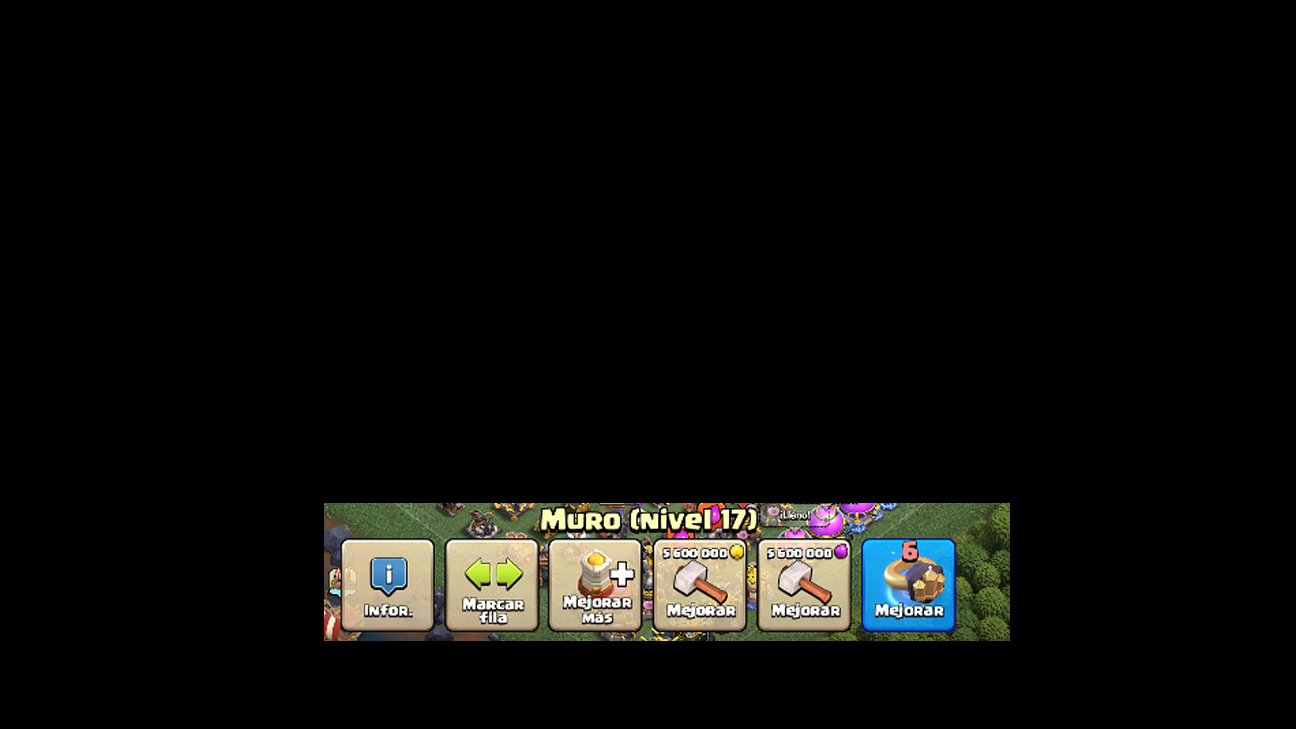 ¡Lleno!
Muro (nivel 17)
Infor.
Marcar
fila
Mejorar
más
5 600 000
Mejorar
5 600 000
Mejorar
6
Mejorar